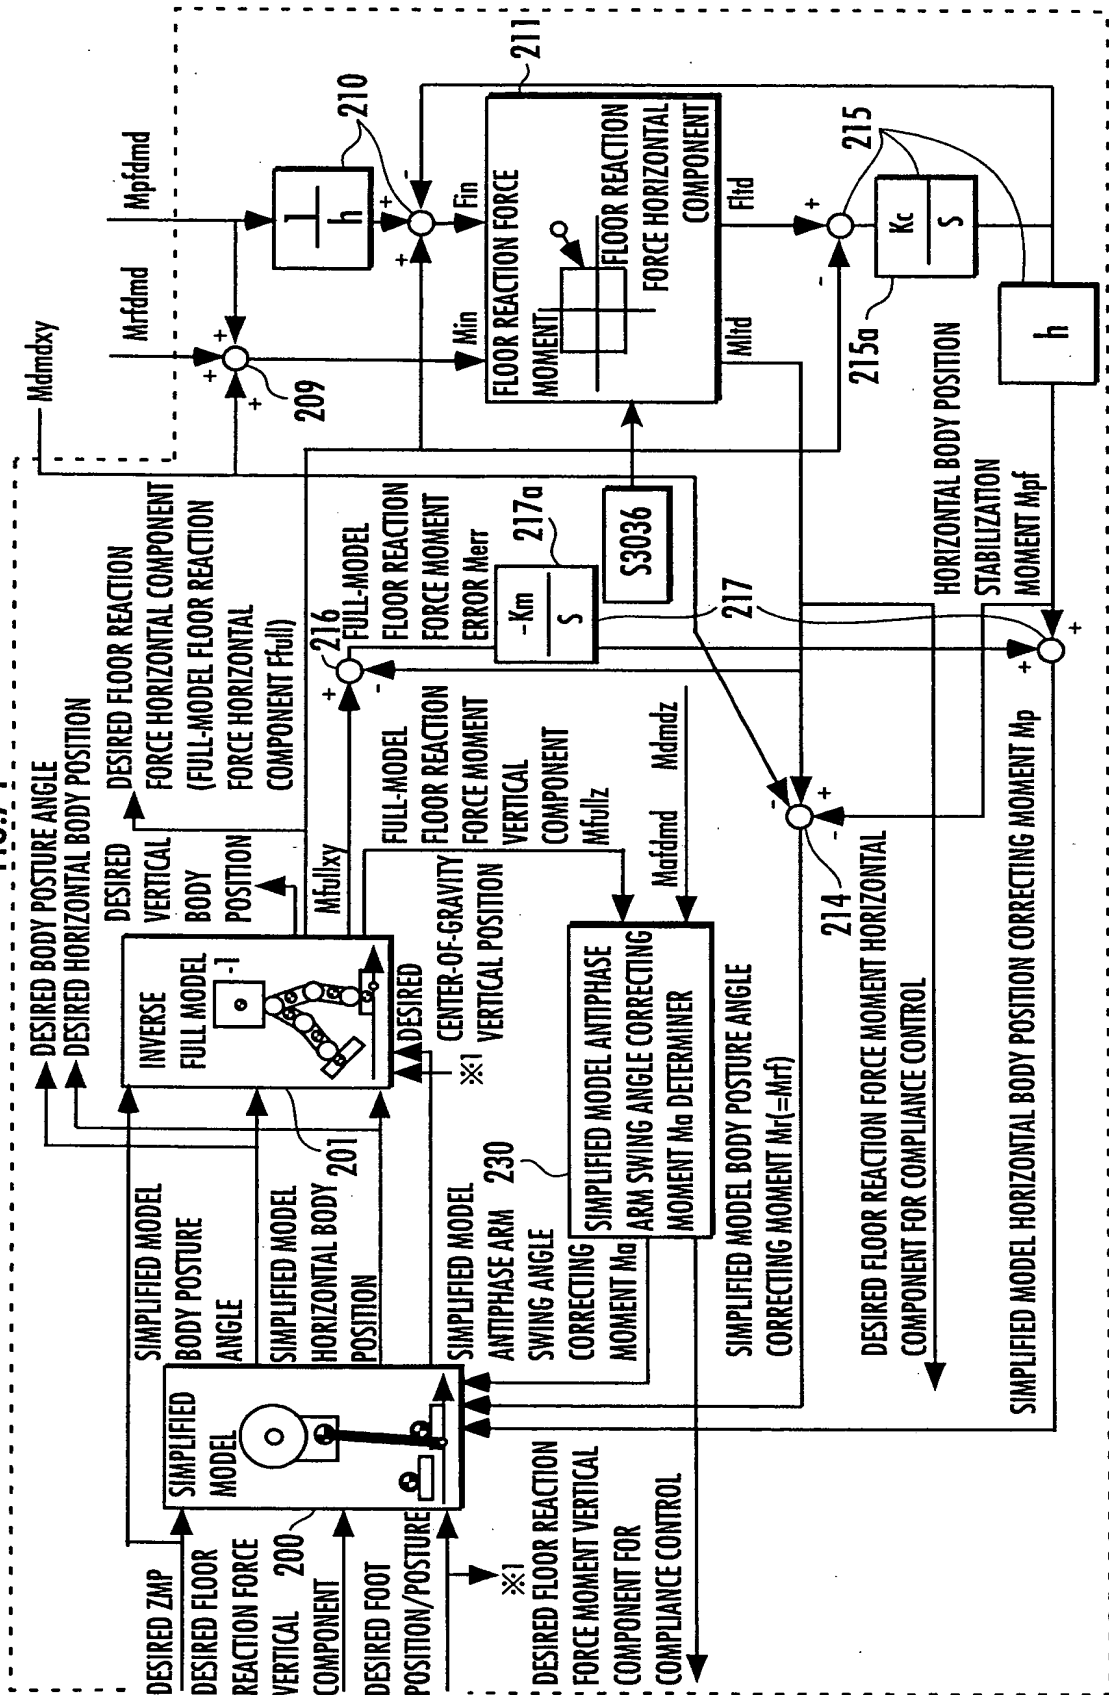 DESIRED BODY POSTURE ANGLE
DESIRED HORIZONTAL BODY POSITION
DESIRED
VERTICAL
BODY
POSITION
DESIRED FLOOR REACTION
FORCE HORIZONTAL COMPONENT
(FULL-MODEL FLOOR REACTION
FORCE HORIZONTAL
COMPONENT Ffull)
Mdmdxy
Mrfdmd
Mpfdmd
DESIRED ZMP
DESIRED FLOOR
REACTION FORCE
VERTICAL
COMPONENT
DESIRED FOOT
POSITION/POSTURE
※1
200
SIMPLIFIED
MODEL
SIMPLIFIED MODEL
BODY POSTURE
ANGLE
SIMPLIFIED MODEL
HORIZONTAL BODY
POSITION
201
INVERSE
FULL MODEL
-1
DESIRED
CENTER-OF-GRAVITY
VERTICAL POSITION
※1
Mfullxy
216
+
-
FULL-MODEL
FLOOR REACTION
FORCE MOMENT
ERROR Merr
217a
-Km
S
217
FULL-MODEL
FLOOR REACTION
FORCE MOMENT
VERTICAL
COMPONENT
Mfullz
Mafdmd
Mdmdz
209
+
+
+
1
h
210
+
+
-
Min
Fin
211
FLOOR REACTION FORCE
MOMENT
FLOOR REACTION
FORCE HORIZONTAL
COMPONENT
S3036
Mltd
Fltd
+
-
215
Kc
S
215a
h
HORIZONTAL BODY POSITION
STABILIZATION
MOMENT Mpf
+
+
SIMPLIFIED MODEL
ANTIPHASE ARM
SWING ANGLE
CORRECTING
MOMENT Ma
230
SIMPLIFIED MODEL ANTIPHASE
ARM SWING ANGLE CORRECTING
MOMENT Ma DETERMINER
-
+
-
214
SIMPLIFIED MODEL BODY POSTURE ANGLE
CORRECTING MOMENT Mr(=Mrf)
DESIRED FLOOR REACTION FORCE MOMENT HORIZONTAL
COMPONENT FOR COMPLIANCE CONTROL
SIMPLIFIED MODEL HORIZONTAL BODY POSITION CORRECTING MOMENT Mp
DESIRED FLOOR REACTION
FORCE MOMENT VERTICAL
COMPONENT FOR
COMPLIANCE CONTROL